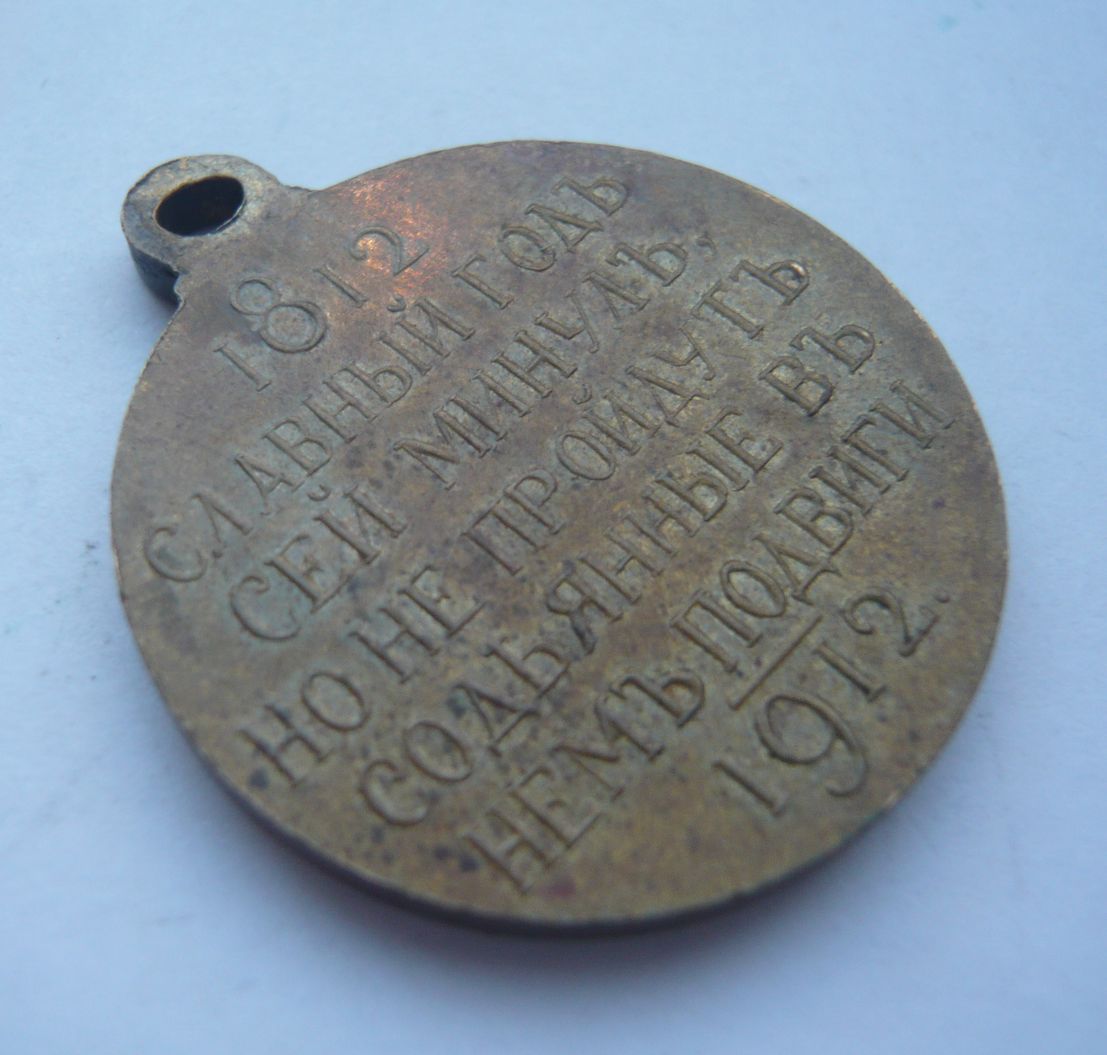 1812
СЛАВНЫЙ ГОДЪ
СЕЙ МИНУЛЪ,
НО НЕ ПРОЙДУТЪ
СОДѢЯННЫЕ ВЪ
НЕМЪ ПОДВИГИ
1912.